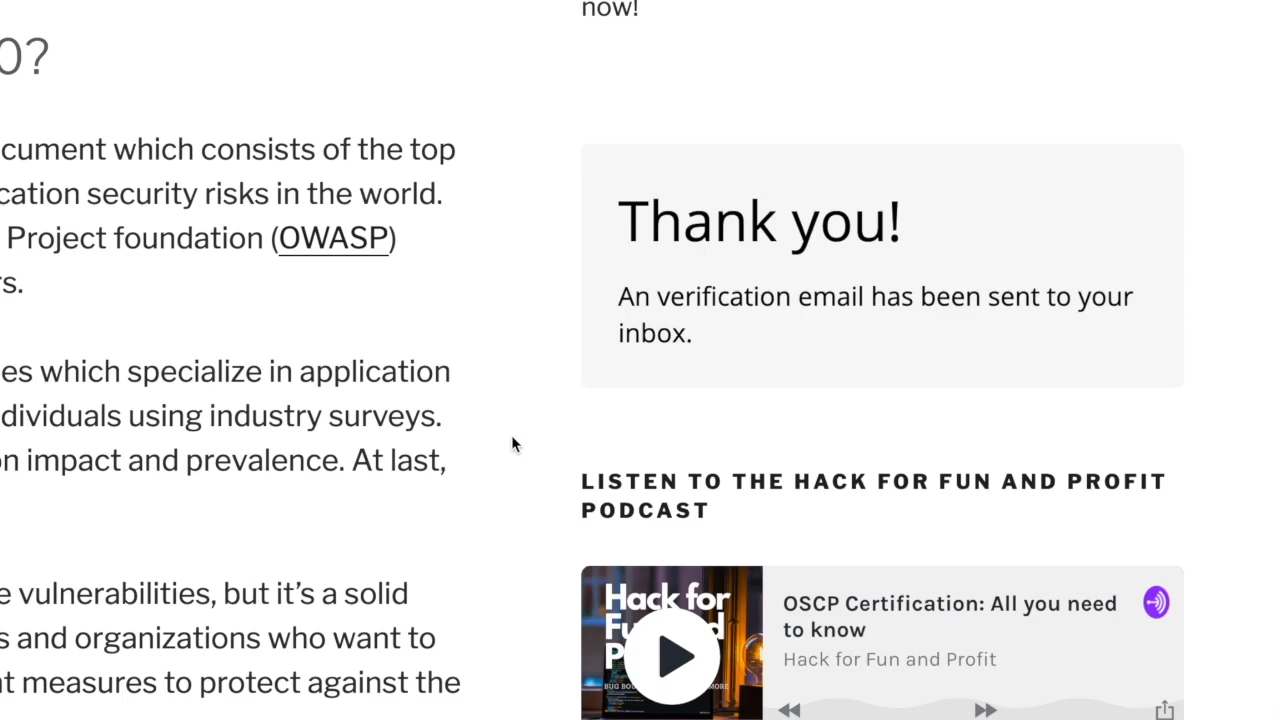 0?
cument which consists of the top
cation security risks in the world.
Project foundation (OWASP)
rs.
es which specialize in application
dividuals using industry surveys.
on impact and prevalence. At last,
e vulnerabilities, but it's a solid
s and organizations who want to
nt measures to protect against the
now!
Thank you!
An verification email has been sent to your
inbox.
LISTEN TO THE HACK FOR FUN AND PROFIT
PODCAST
Hack for
OSCP Certification: All you need
to know
Hack for Fun and Profit